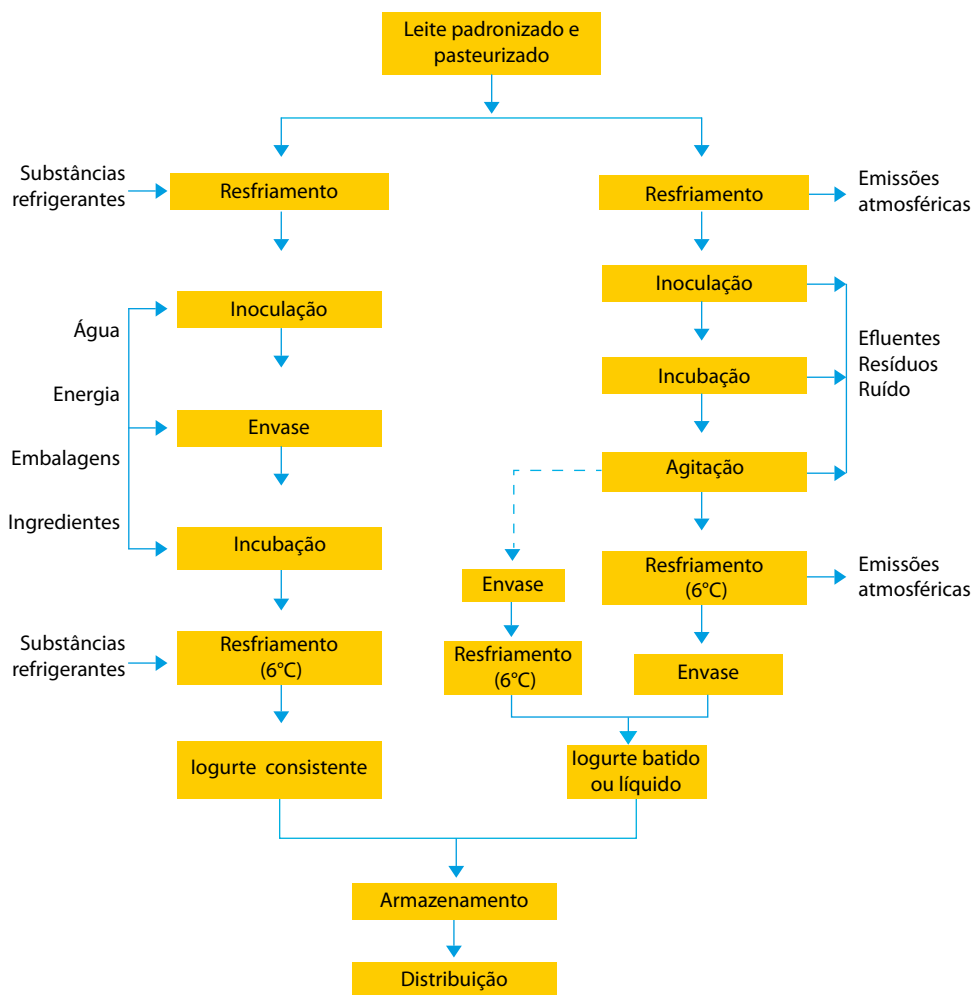 Leite padronizado e
pasteurizado
Substâncias
refrigerantes
Resfriamento
Resfriamento
Emissões
atmosféricas
Água
Energia
Embalagens
Ingredientes
Inoculação
Envase
Incubação
Inoculação
Incubação
Agitação
Efluentes
Resíduos
Ruído
Substâncias
refrigerantes
Resfriamento
(6°C)
Envase
Resfriamento
(6°C)
Resfriamento
(6°C)
Emissões
atmosféricas
Envase
Iogurte consistente
Iogurte batido
ou líquido
Armazenamento
Distribuição